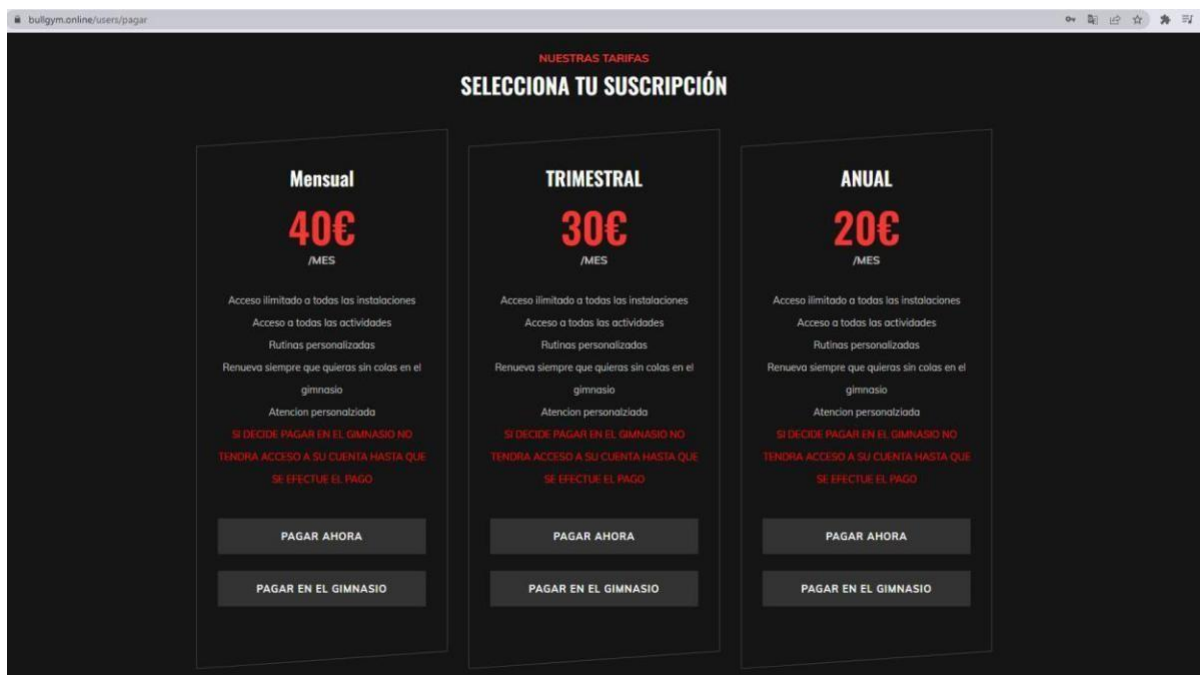 bullgym.online/users/pagar
NUESTRAS TARIFAS
SELECCIONA TU SUSCRIPCIÓN
Mensual
40€
/MES
Acceso ilimitado a todas las instalaciones
Acceso a todas las actividades
Rutinas personalizadas
Renueva siempre que quieras sin colas en el
gimnasio
Atencion personalziada
SI DECIDE PAGAR EN EL GIMNASIO NO
TENDRA ACCESO A SU CUENTA HASTA QUE
SE EFECTUE EL PAGO
PAGAR AHORA
PAGAR EN EL GIMNASIO
TRIMESTRAL
30€
/MES
Acceso ilimitado a todas las instalaciones
Acceso a todas las actividades
Rutinas personalizadas
Renueva siempre que quieras sin colas en el
gimnasio
Atencion personalziada
SI DECIDE PAGAR EN EL GIMNASIO NO
TENDRA ACCESO A SU CUENTA HASTA QUE
SE EFECTUE EL PAGO
PAGAR AHORA
PAGAR EN EL GIMNASIO
ANUAL
20€
/MES
Acceso ilimitado a todas las instalaciones
Acceso a todas las actividades
Rutinas personalizadas
Renueva siempre que quieras sin colas en el
gimnasio
Atencion personalziada
SI DECIDE PAGAR EN EL GIMNASIO NO
TENDRA ACCESO A SU CUENTA HASTA QUE
SE EFECTUE EL PAGO
PAGAR AHORA
PAGAR EN EL GIMNASIO